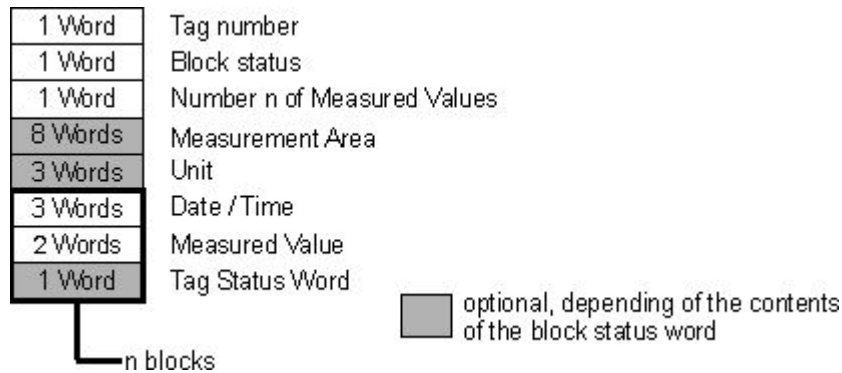 1 Word Tag number
1 Word Block status
1 Word Number n of Measured Values
8 Words Measurement Area
3 Words Unit
3 Words Date / Time
2 Words Measured Value
1 Word Tag Status Word
optional, depending of the contents
of the block status word
n blocks